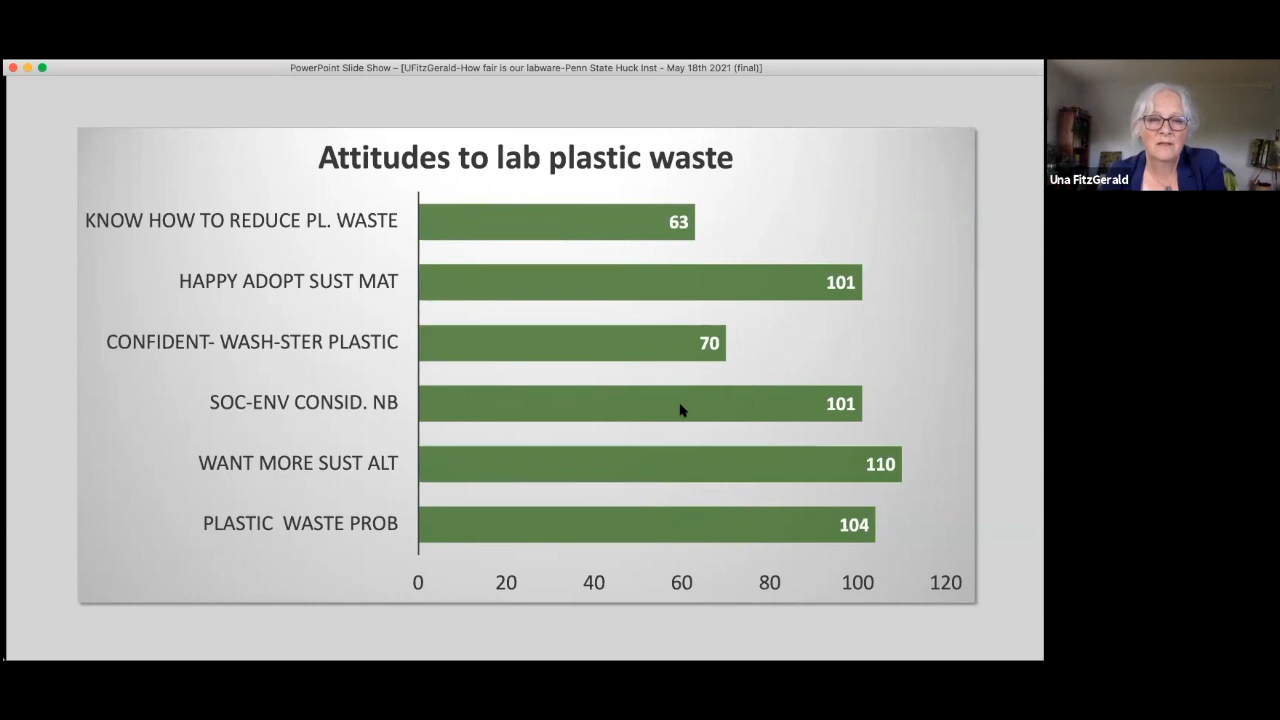 PowerPoint Slide Show – [UFitzGerald-How fair is our labware-Penn State Huck Inst - May 18th 2021 (final)]
Attitudes to lab plastic waste
KNOW HOW TO REDUCE PL. WASTE 63
HAPPY ADOPT SUST MAT 101
CONFIDENT- WASH-STER PLASTIC 70
SOC-ENV CONSID. NB 101
WANT MORE SUST ALT 110
PLASTIC  WASTE PROB 104
0 20 40 60 80 100 120
Una FitzGerald